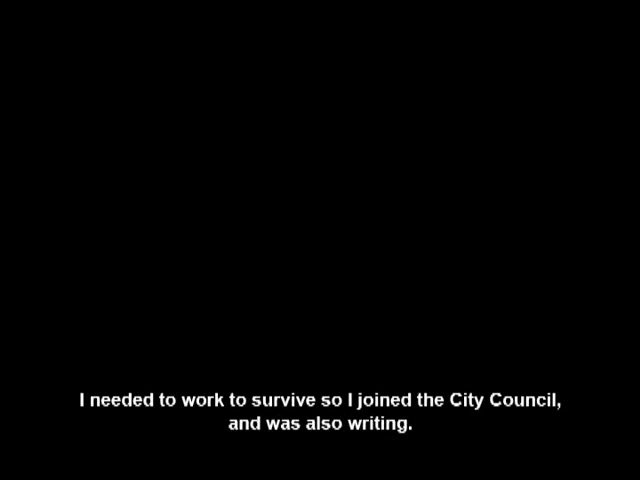 I needed to work to survive so I joined the City Council,
and was also writing.